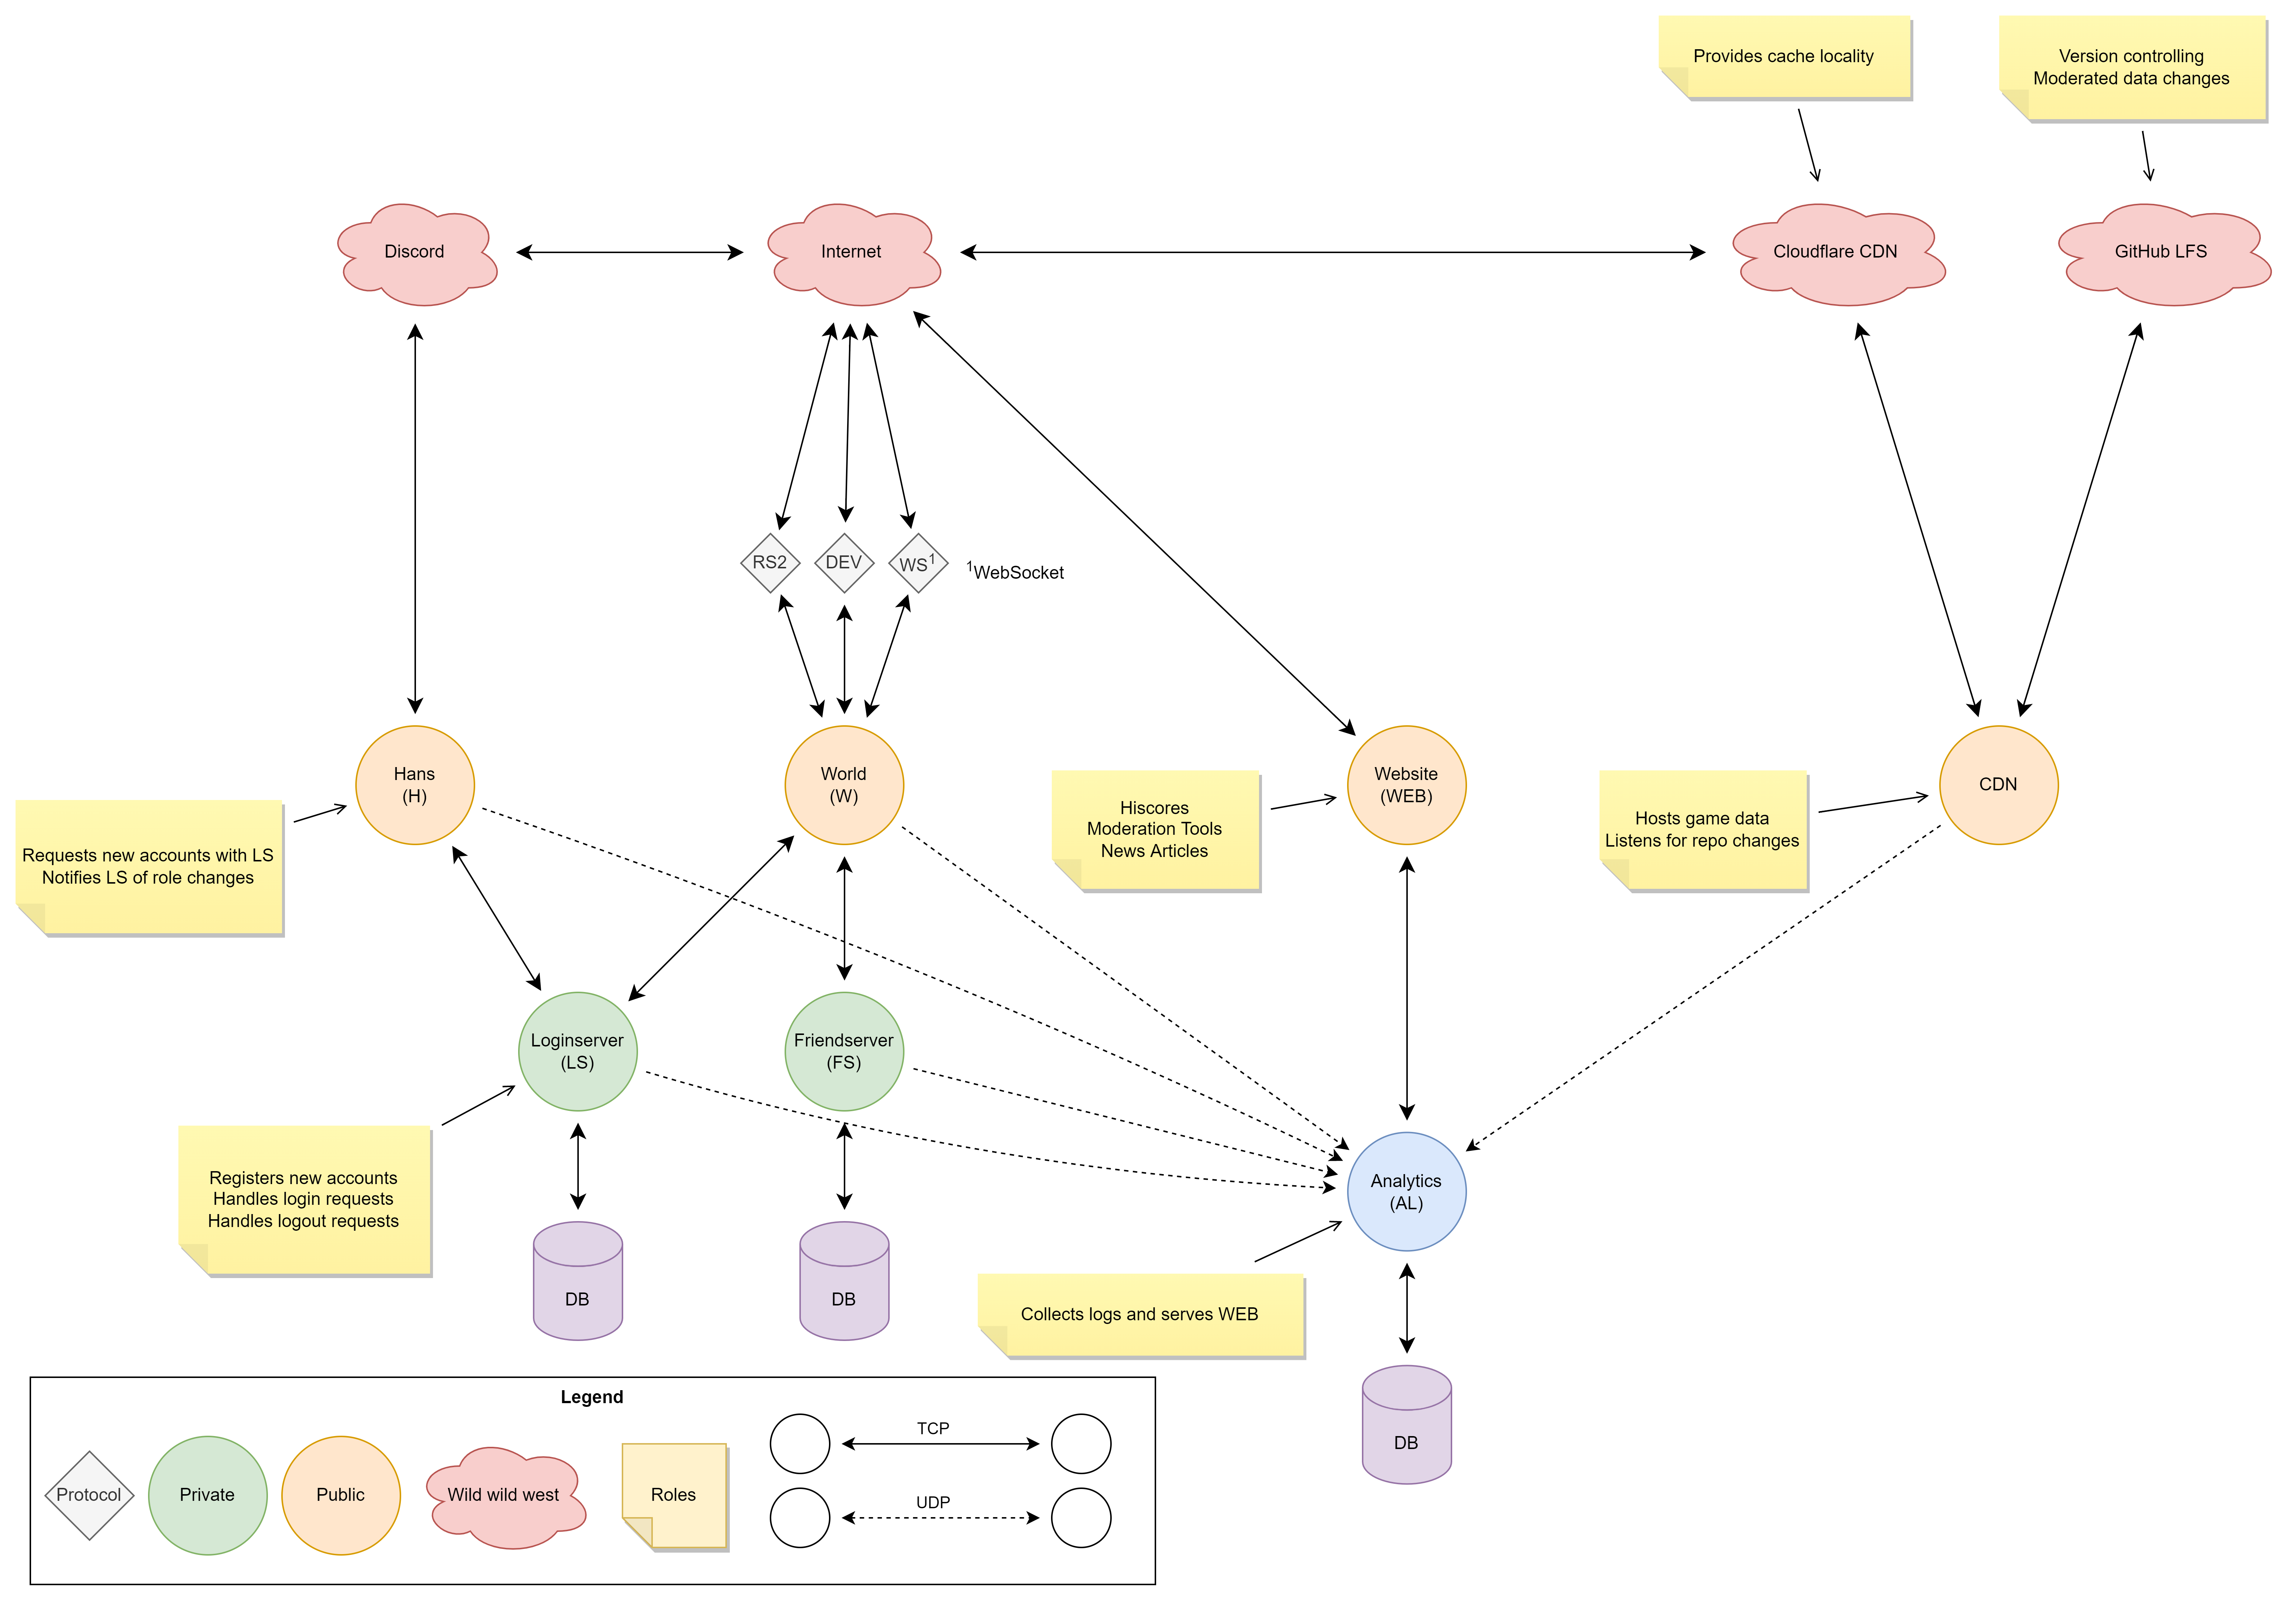 Provides cache locality
Version controlling
Moderated data changes
Discord
Internet
Cloudflare CDN
GitHub LFS
RS2
DEV
WS¹
¹WebSocket
Hans
(H)
World
(W)
Website
(WEB)
CDN
Requests new accounts with LS
Notifies LS of role changes
Hiscores
Moderation Tools
News Articles
Hosts game data
Listens for repo changes
Loginserver
(LS)
Friendserver
(FS)
Registers new accounts
Handles login requests
Handles logout requests
Analytics
(AL)
DB
DB
Collects logs and serves WEB
DB
Legend
Protocol
Private
Public
Wild wild west
Roles
TCP
UDP